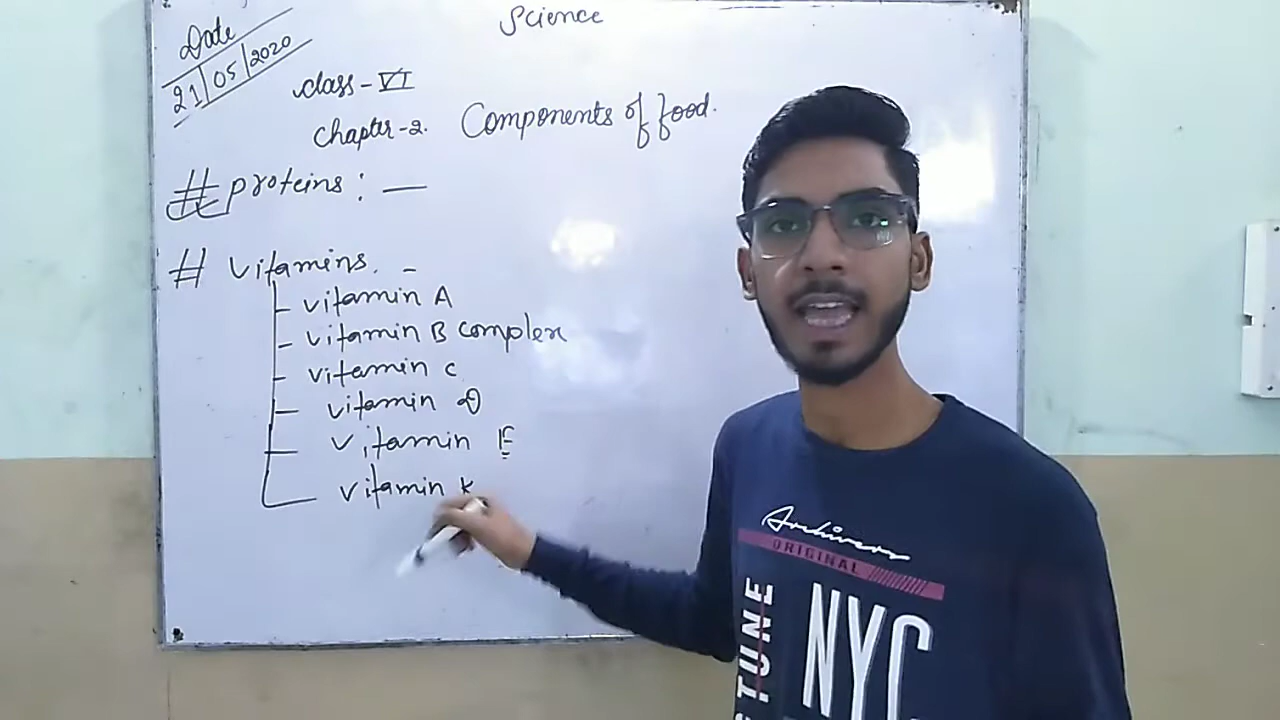 Science
Date
21/05/2020
Class - VI
Chapter - 2. Components of food.
# proteins : —
# vitamins. -
vitamin A
vitamin B complex
vitamin c
vitamin D
vitamin E
vitamin K
Archivers
ORIGINAL
NYC